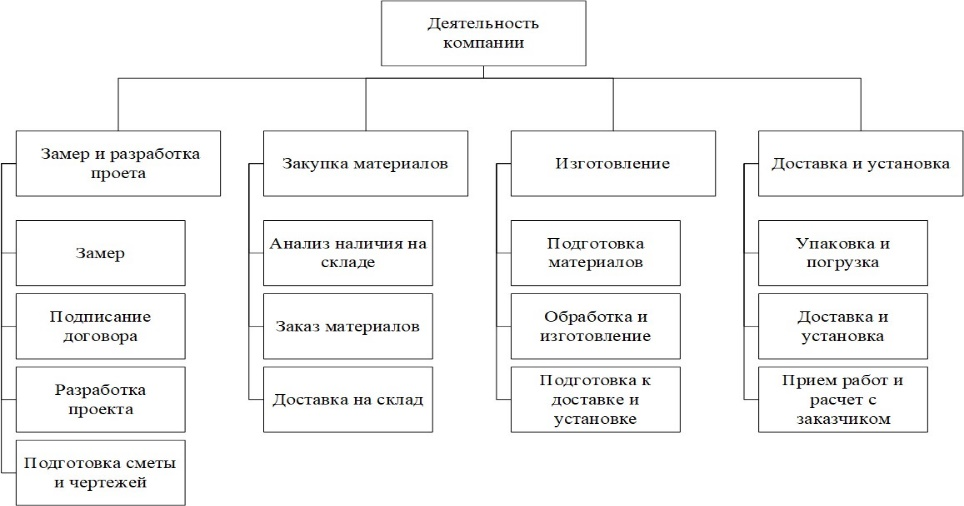 Деятельность
компании
Замер и разработка
проета
Замер
Подписание
договора
Разработка
проекта
Подготовка сметы
и чертежей
Закупка материалов
Анализ наличия на
складе
Заказ материалов
Доставка на склад
Изготовление
Подготовка
материалов
Обработка и
изготовление
Подготовка к
доставке и
установке
Доставка и установка
Упаковка и
погрузка
Доставка и
установка
Прием работ и
расчет с
заказчиком